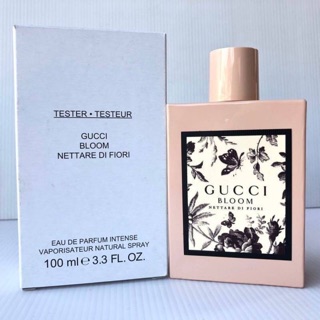 TESTER • TESTEUR
GUCCI
BLOOM
NETTARE DI FIORI
EAU DE PARFUM INTENSE
VAPORISATEUR NATURAL SPRAY
100 ml ℮ 3.3 FL. OZ.
GUCCI
BLOOM
NETTARE DI FIORI